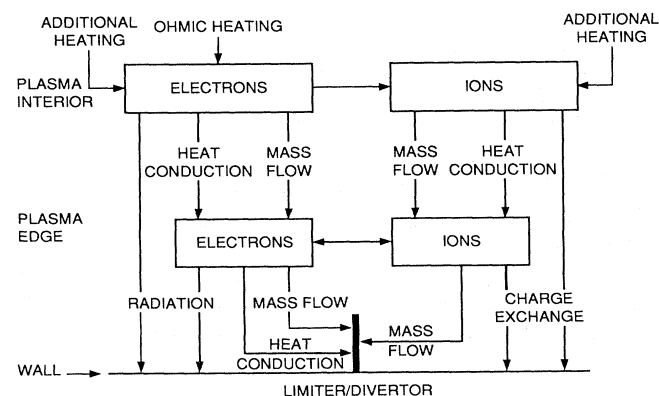 ADDITIONAL
HEATING
OHMIC HEATING
ADDITIONAL
HEATING
PLASMA
INTERIOR
ELECTRONS
IONS
HEAT
CONDUCTION
MASS
FLOW
MASS
FLOW
HEAT
CONDUCTION
PLASMA
EDGE
ELECTRONS
IONS
RADIATION
MASS FLOW
CHARGE
EXCHANGE
HEAT
CONDUCTION
MASS
FLOW
WALL
LIMITER/DIVERTOR